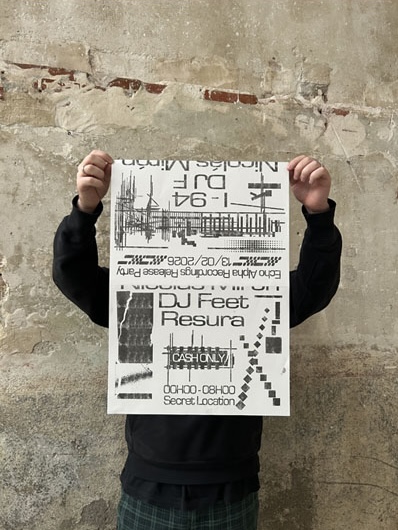 Nicolás Mirón
DJ F
I-94
Echo Alpha Recordings Release Party
13/02/2026
DJ Feet
Resura
CASH ONLY/
00H00-08H00
Secret Location